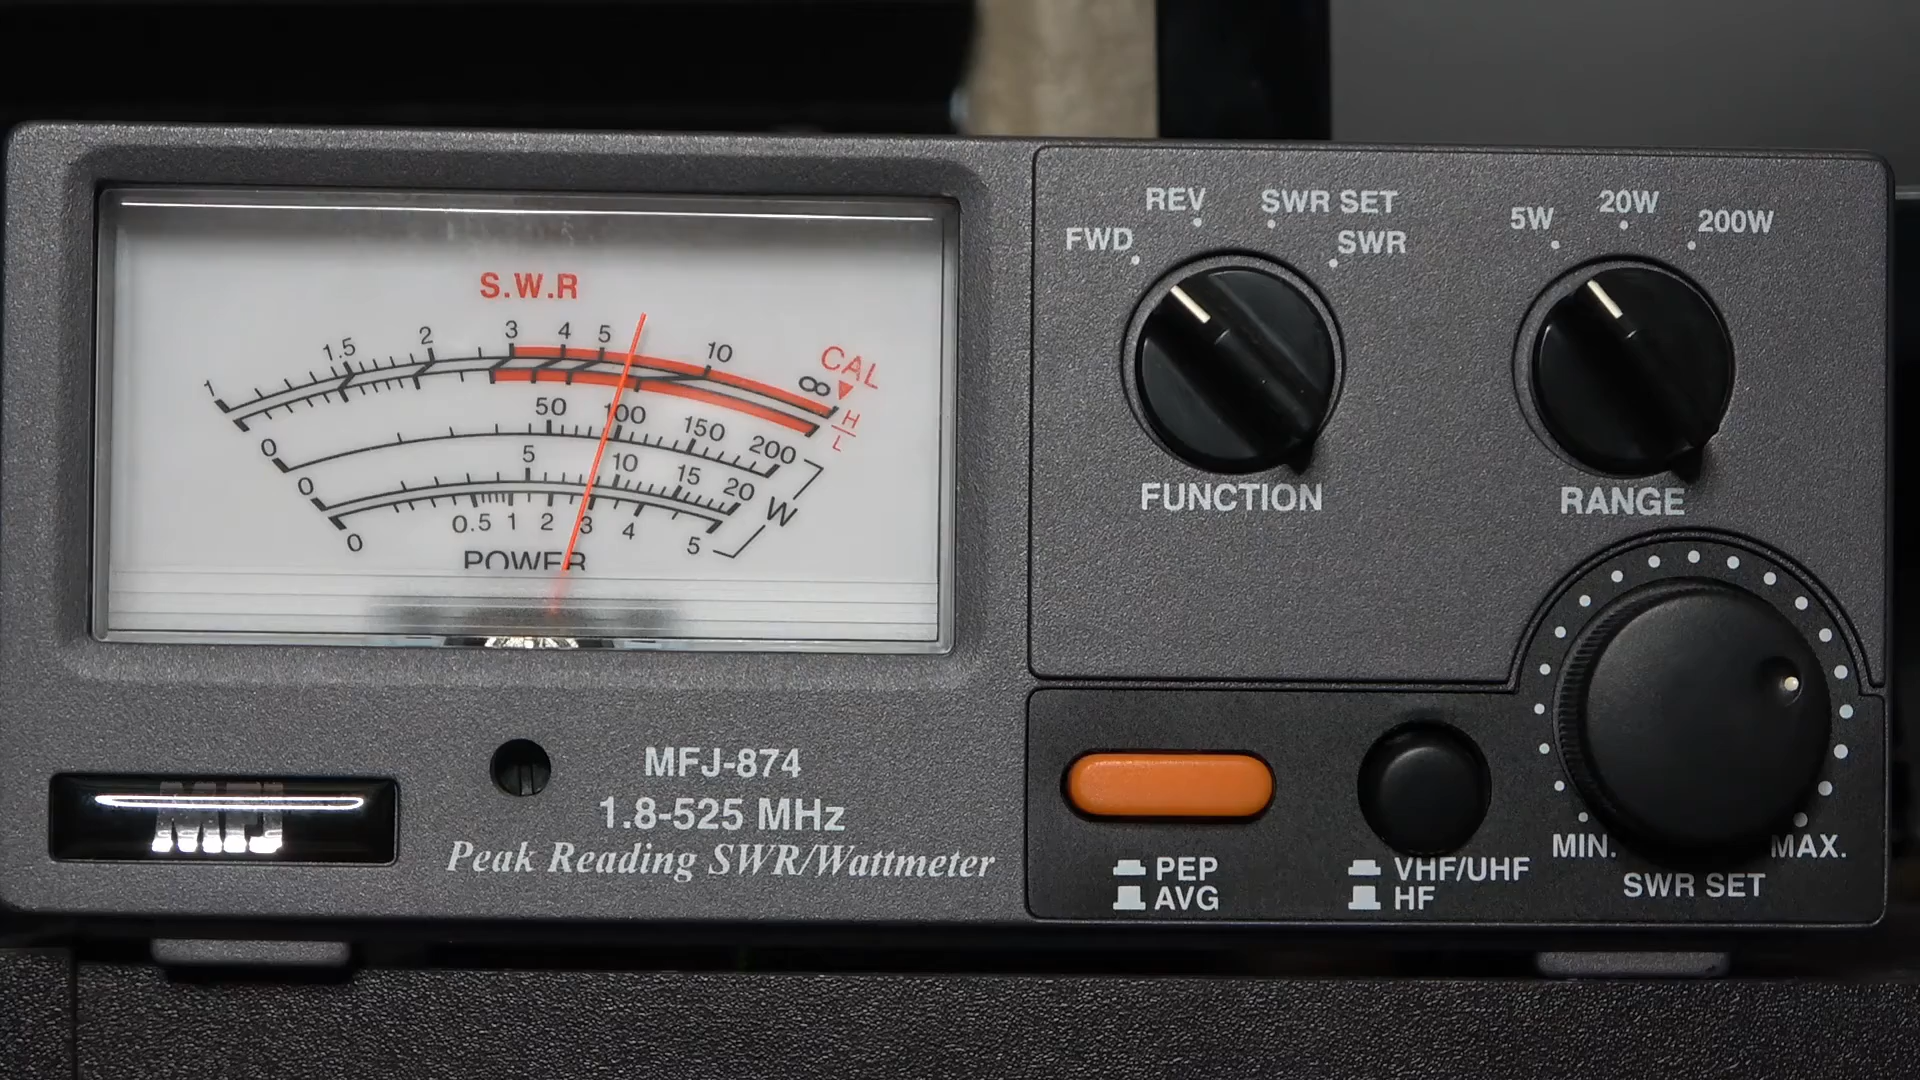 S.W.R
1 1.5 2 3 4 5 10 ∞ CAL
H
L
0 50 100 150 200
0 5 10 15 20
0 0.5 1 2 3 4 5
W
POWER
REV
SWR SET
FWD
SWR
FUNCTION
20W
5W
200W
RANGE
MFJ
MFJ-874
1.8-525 MHz
Peak Reading SWR/Wattmeter
PEP
AVG
VHF/UHF
HF
MIN.
MAX.
SWR SET